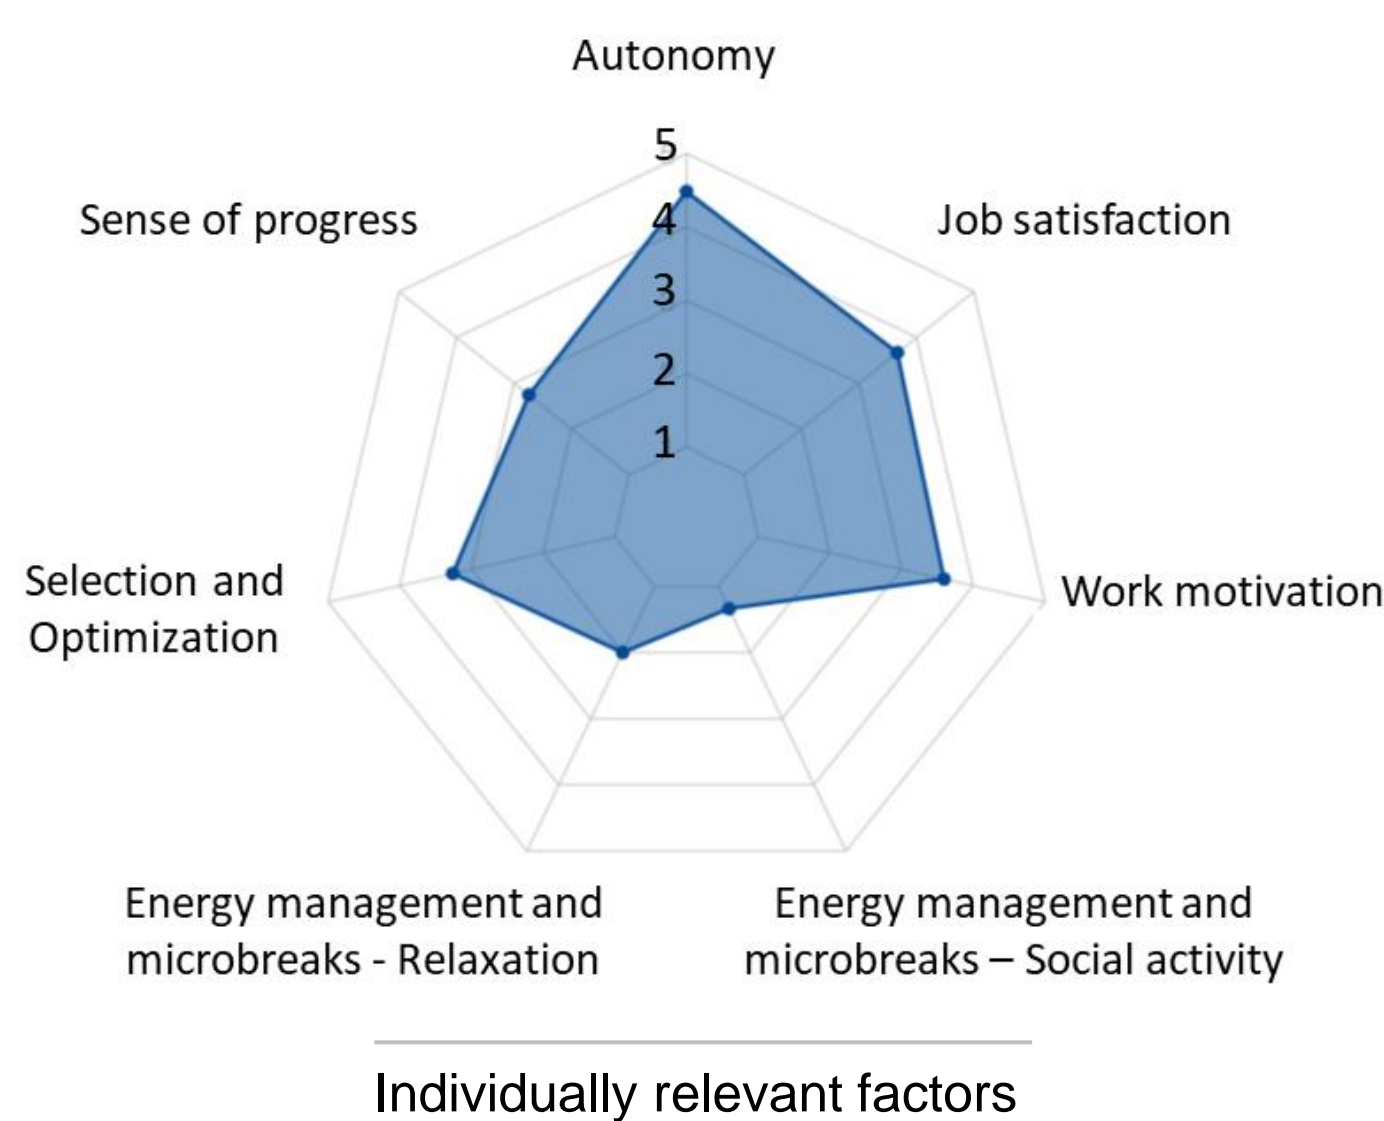 Autonomy
5
Sense of progress
4
Job satisfaction
3
2
1
Selection and
Optimization
Work motivation
Energy management and
microbreaks - Relaxation
Energy management and
microbreaks – Social activity
Individually relevant factors